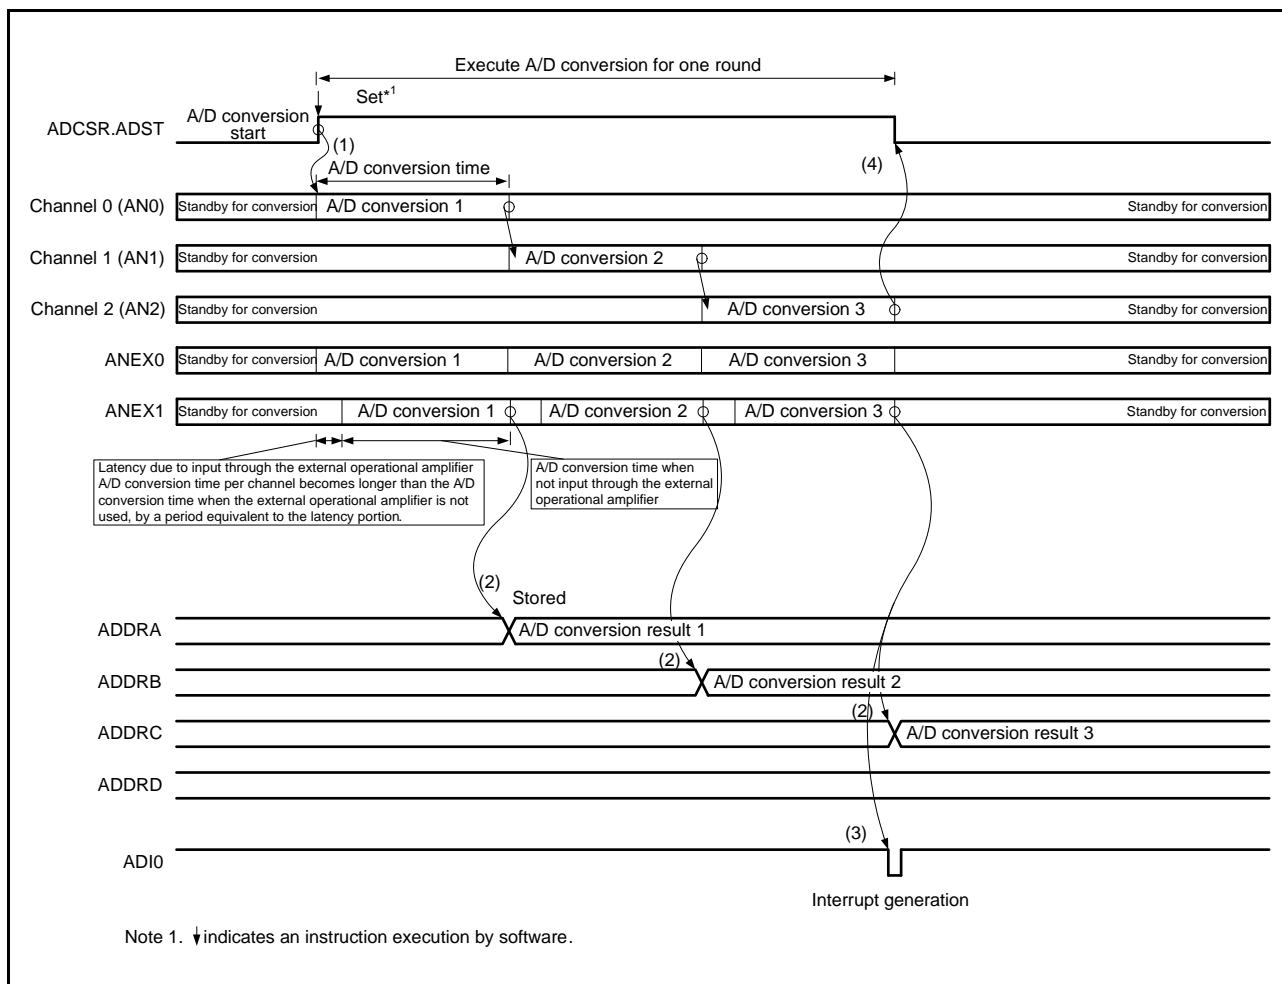 Execute A/D conversion for one round
Set*1
A/D conversion
start
ADCSR.ADST
(1)
(4)
A/D conversion time
Channel 0 (AN0)
Standby for conversion
A/D conversion 1
Standby for conversion
Channel 1 (AN1)
Standby for conversion
A/D conversion 2
Standby for conversion
Channel 2 (AN2)
Standby for conversion
A/D conversion 3
Standby for conversion
ANEX0
Standby for conversion
A/D conversion 1
A/D conversion 2
A/D conversion 3
Standby for conversion
ANEX1
Standby for conversion
A/D conversion 1
A/D conversion 2
A/D conversion 3
Standby for conversion
Latency due to input through the external operational amplifier
A/D conversion time per channel becomes longer than the A/D
conversion time when the external operational amplifier is not
used, by a period equivalent to the latency portion.
A/D conversion time when
not input through the external
operational amplifier
(2)
Stored
ADDRA
A/D conversion result 1
(2)
ADDRB
A/D conversion result 2
(2)
ADDRC
A/D conversion result 3
ADDRD
(3)
ADI0
Interrupt generation
Note 1. ↓indicates an instruction execution by software.